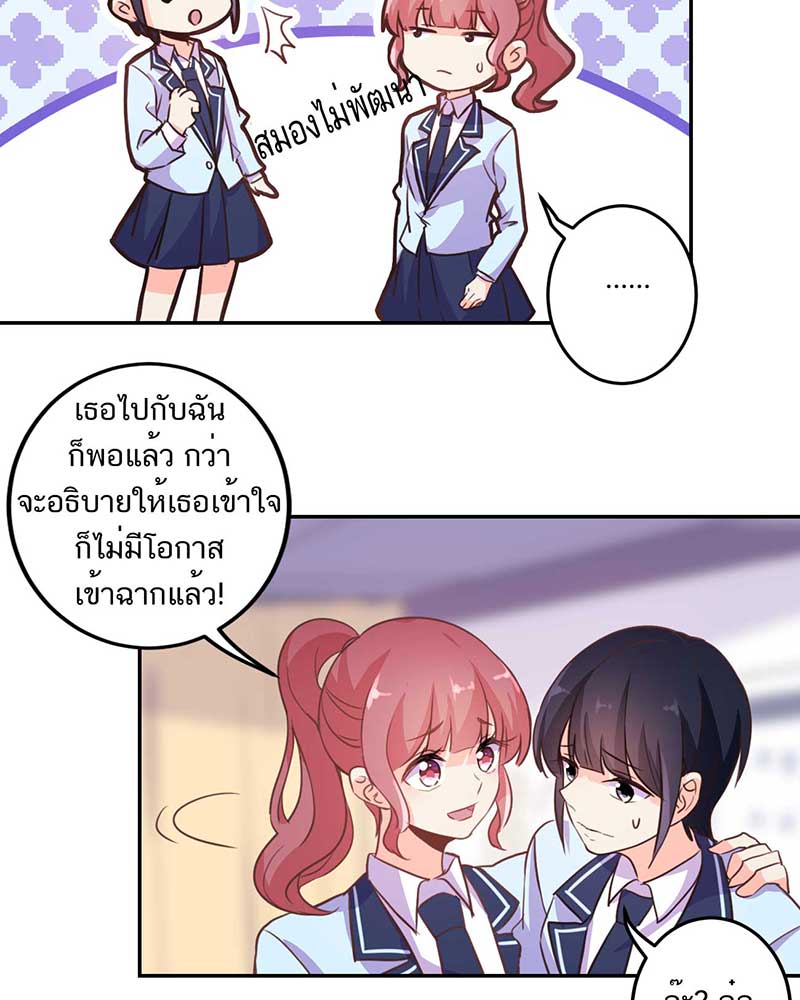 สมองไม่พัฒนา
......
เธอไปกับฉัน
ก็พอแล้ว กว่า
จะอธิบายให้เธอเข้าใจ
ก็ไม่มีโอกาส
เข้าฉากแล้ว!